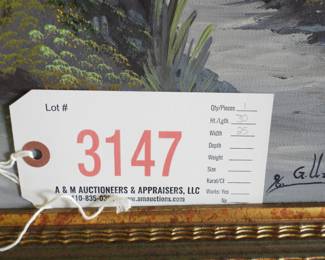 Lot #
3147
A & M AUCTIONEERS & APPRAISERS, LLC
www.amauctions.com
Qty/Pieces 1
Ht./Lgth 30
Width 25
Depth
Weight
Size
Karat/Ct
Works: Yes
No